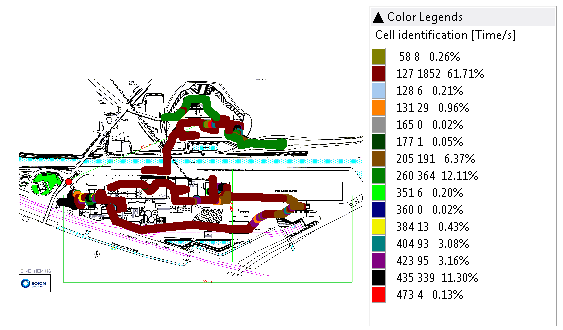 ▲ Color Legends
Cell identification [Time/s]
58 8 0.26%
127 1852 61.71%
128 6 0.21%
131 29 0.96%
165 0 0.02%
177 1 0.05%
205 191 6.37%
260 364 12.11%
351 6 0.20%
360 0 0.02%
384 13 0.43%
404 93 3.08%
423 95 3.16%
435 339 11.30%
473 4 0.13%